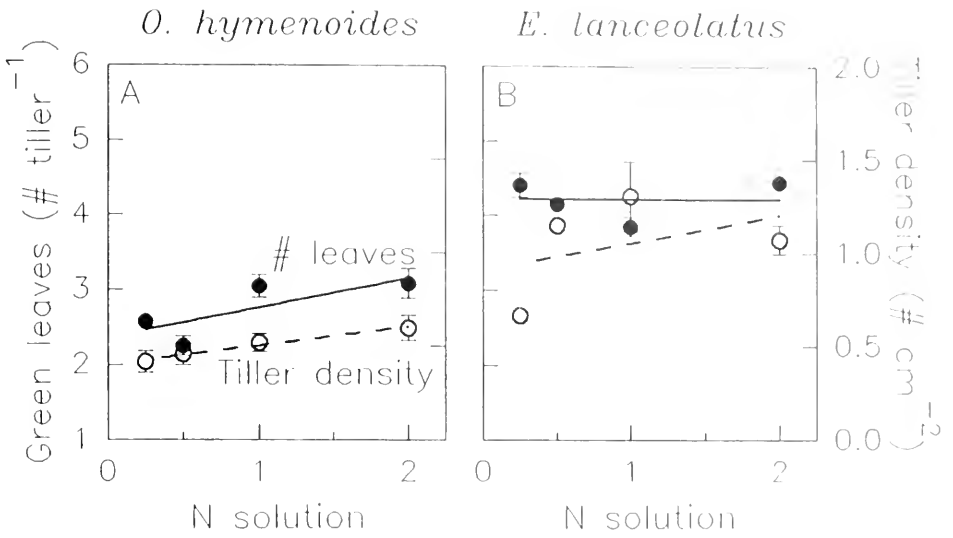 O. hymenoides
E. lanceolatus
Green leaves (# tiller⁻¹)
6
5
4
3
2
1
A
# leaves
Tiller density
0
1
2
N solution
B
0
1
2
N solution
2.0
1.5
1.0
0.5
0.0
Tiller density (# cm⁻²)